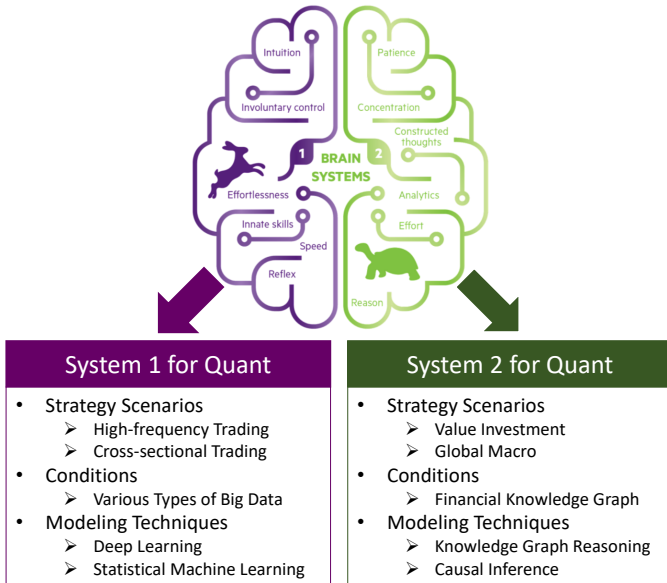 Intuition
Involuntary control
1
Effortlessness
Innate skills
Speed
Reflex
BRAIN
SYSTEMS
Patience
Concentration
Constructed
thoughts
2
Analytics
Effort
Reason
System 1 for Quant
• Strategy Scenarios
➢ High-frequency Trading
➢ Cross-sectional Trading
• Conditions
➢ Various Types of Big Data
• Modeling Techniques
➢ Deep Learning
➢ Statistical Machine Learning
System 2 for Quant
• Strategy Scenarios
➢ Value Investment
➢ Global Macro
• Conditions
➢ Financial Knowledge Graph
• Modeling Techniques
➢ Knowledge Graph Reasoning
➢ Causal Inference